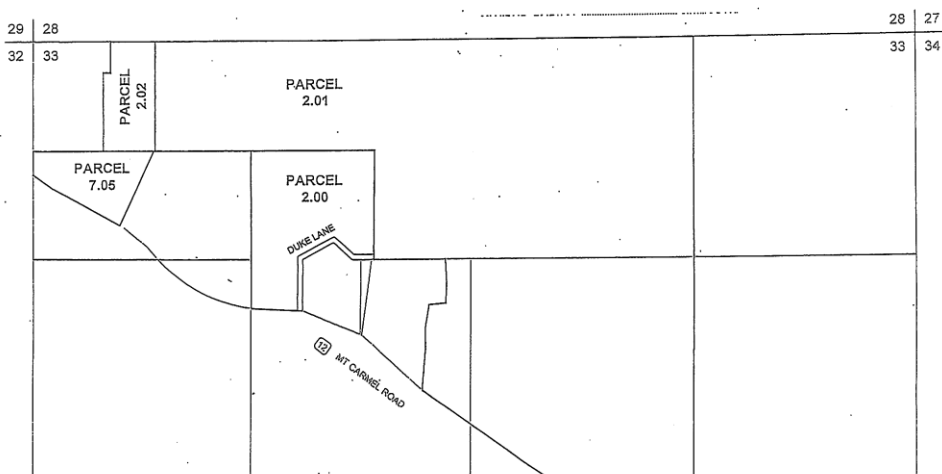 29 28
28 27
32 33
33 34
PARCEL
2.02
PARCEL
2.01
PARCEL
7.05
PARCEL
2.00
DUKE LANE
12 MT CARMEL ROAD